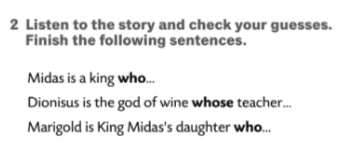 2 Listen to the story and check your guesses.
Finish the following sentences.
Midas is a king who...
Dionisus is the god of wine whose teacher...
Marigold is King Midas's daughter who...